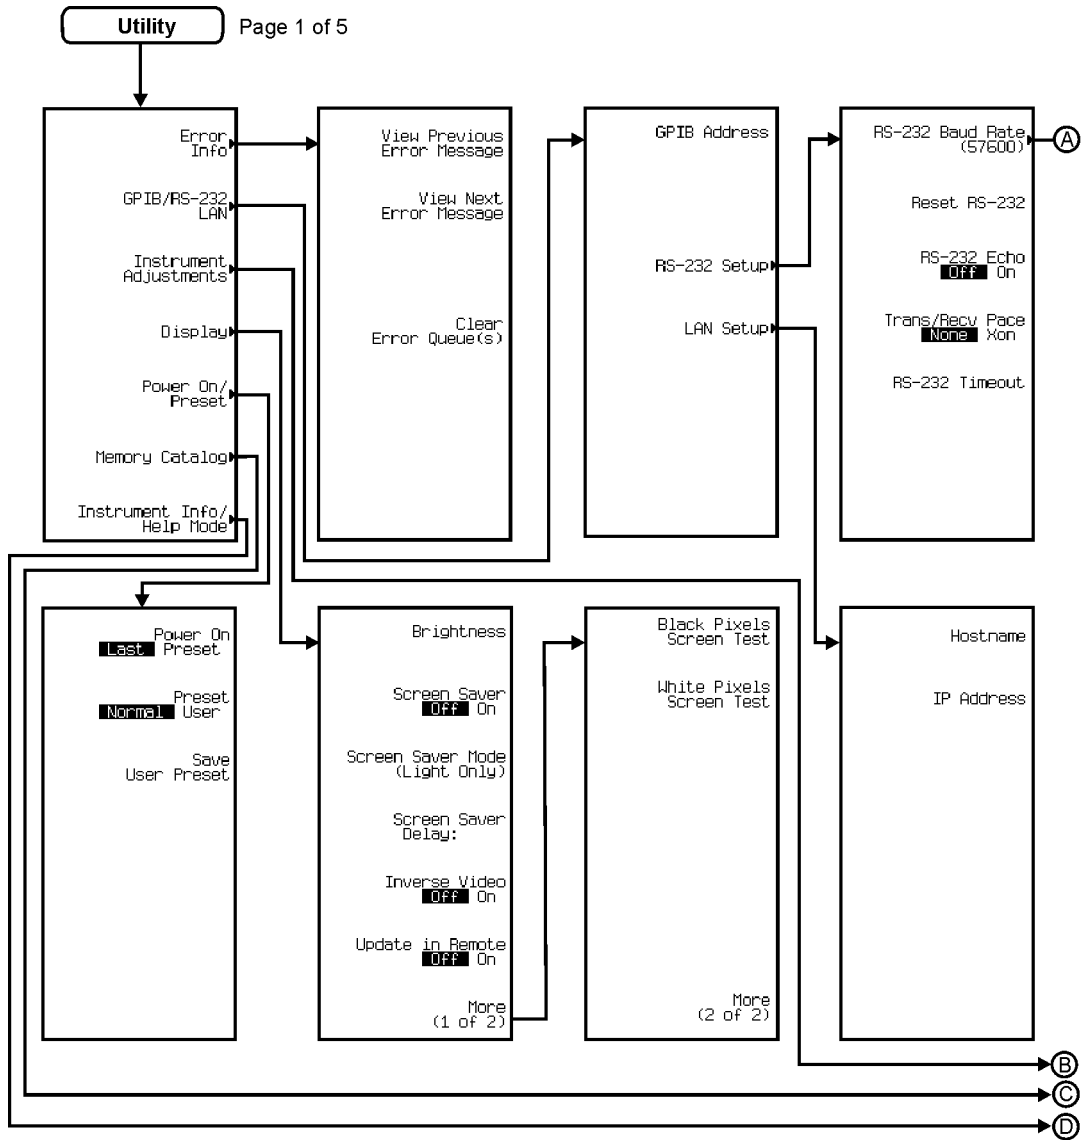 Utility
Page 1 of 5
Error
Info
GPIB/RS-232
LAN
Instrument
Adjustments
Display
Power On/
Preset
Memory Catalog
Instrument Info/
Help Mode
View Previous
Error Message
View Next
Error Message
Clear
Error Queue(s)
GPIB Address
RS-232 Setup
LAN Setup
RS-232 Baud Rate
(57600)
A
Reset RS-232
RS-232 Echo
Off On
Trans/Recv Pace
None Xon
RS-232 Timeout
Power On
Last Preset
Preset
Normal User
Save
User Preset
Brightness
Screen Saver
Off On
Screen Saver Mode
(Light Only)
Screen Saver
Delay:
Inverse Video
Off On
Update in Remote
Off On
More
(1 of 2)
Black Pixels
Screen Test
White Pixels
Screen Test
More
(2 of 2)
Hostname
IP Address
B
C
D